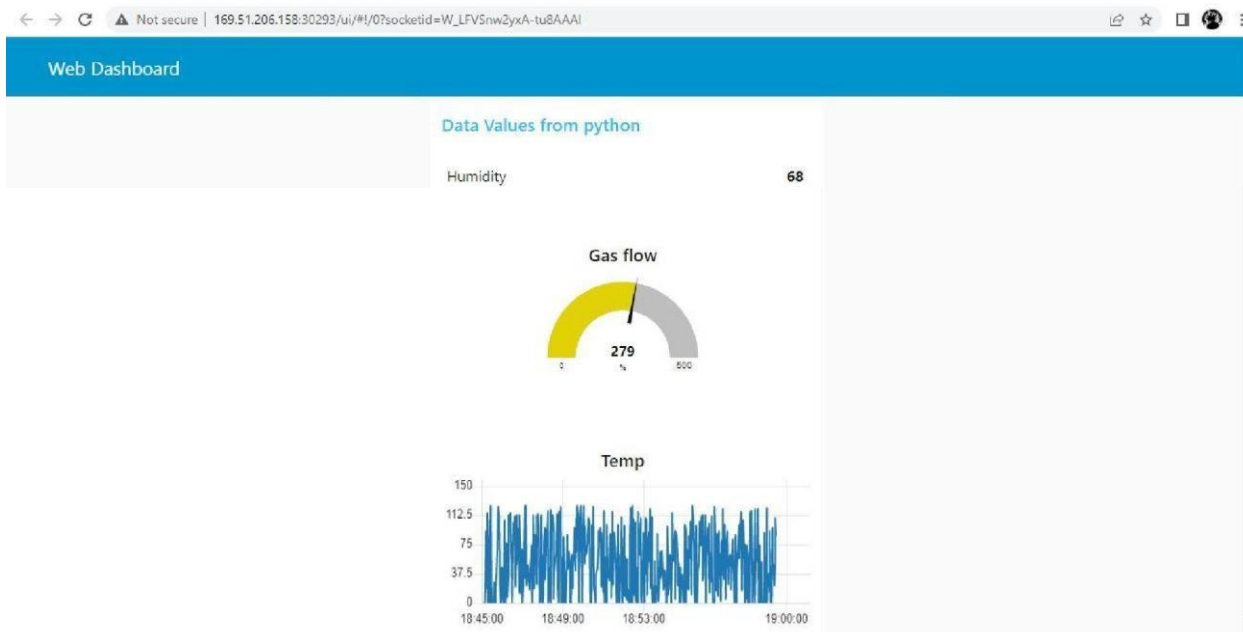 Not secure | 169.51.206.158:30293/ui/#!/0?socketid=W_LFVSnw2yxA-tu8AAAI
Web Dashboard
Data Values from python
Humidity 68
Gas flow
279
0 % 500
Temp
150
112.5
75
37.5
0
18:45:00 18:49:00 18:53:00 19:00:00